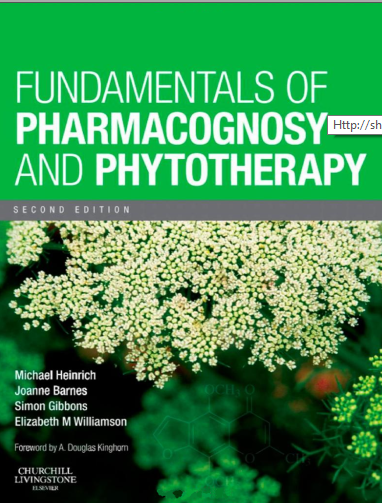 FUNDAMENTALS OF
PHARMACOGNOSY
Http://sh
AND PHYTOTHERAPY
SECOND EDITION
Michael Heinrich
Joanne Barnes
Simon Gibbons
Elizabeth M Williamson
OCH₃
O
Foreword by A. Douglas Kinghorn
CHURCHILL
LIVINGSTONE
ELSEVIER